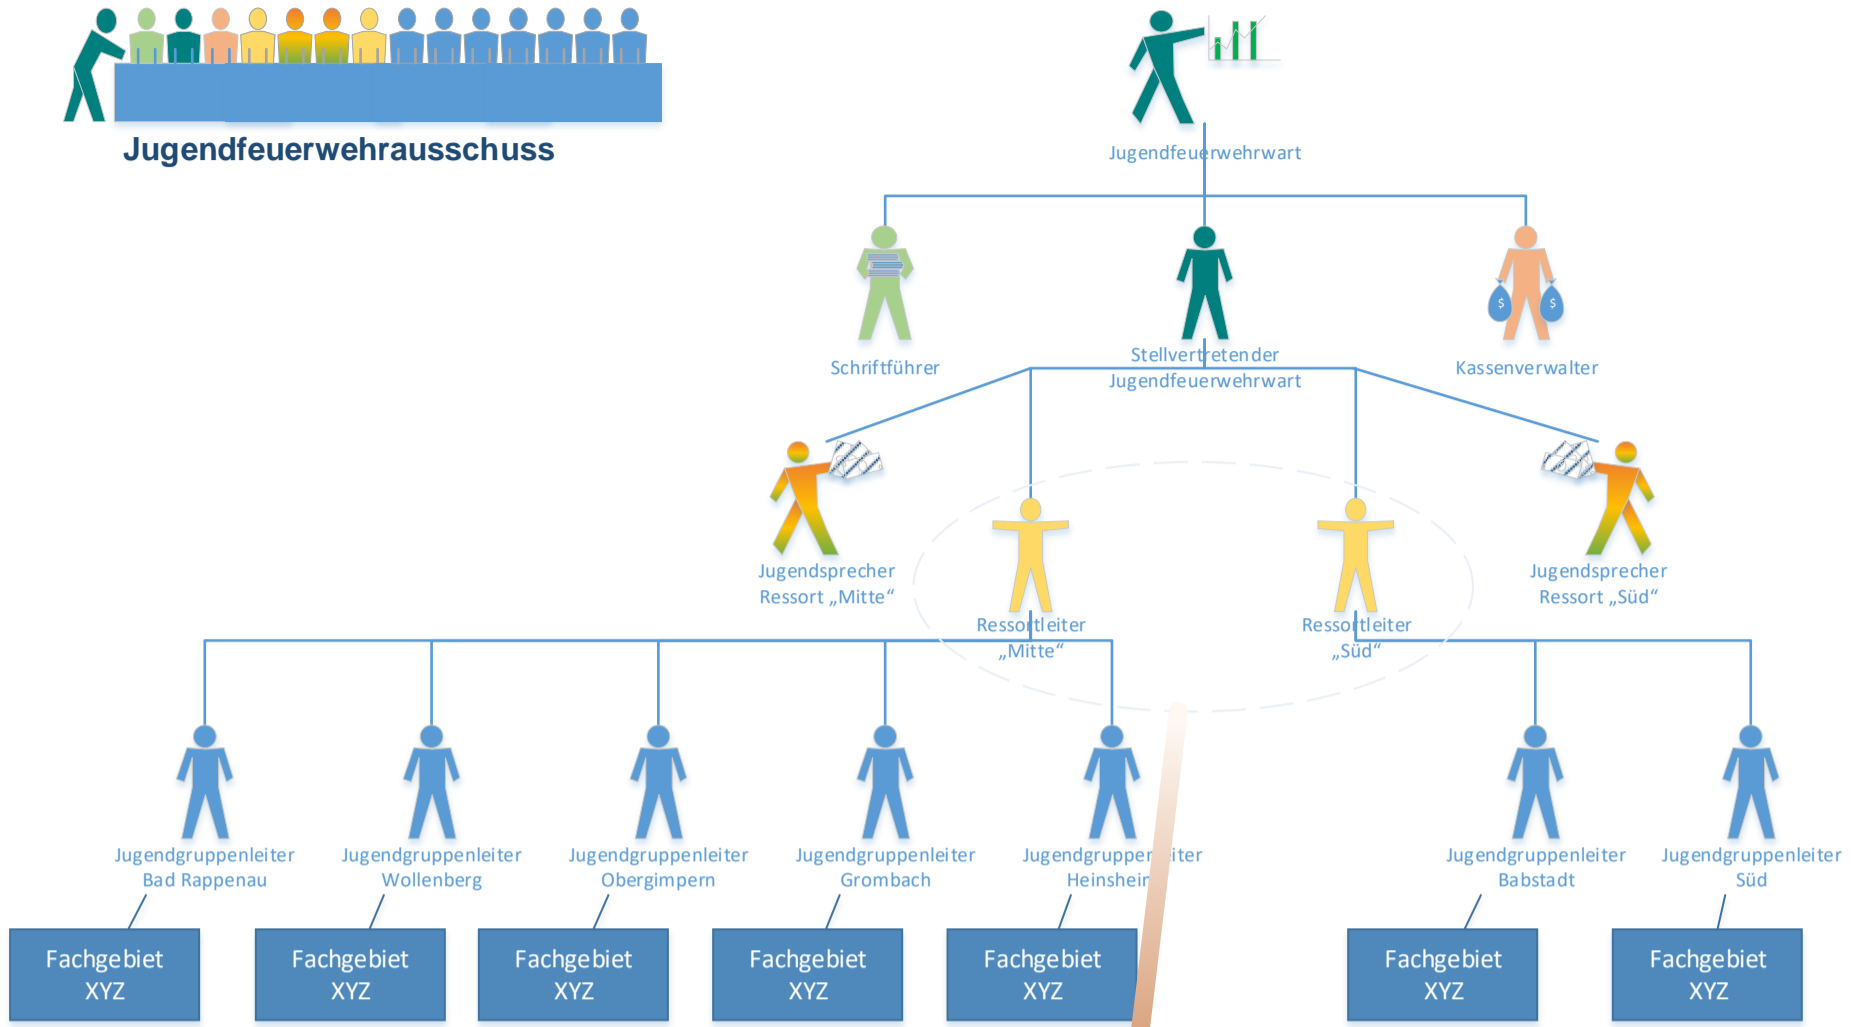 Jugendfeuerwehrausschuss
Jugendfeuerwehrwart
Schriftführer
Stellvertretender
Jugendfeuerwehrwart
Kassenverwalter
$
$
Jugendsprecher
Ressort „Mitte“
Ressortleiter
„Mitte“
Ressortleiter
„Süd“
Jugendsprecher
Ressort „Süd“
Jugendgruppenleiter
Bad Rappenau
Jugendgruppenleiter
Wollenberg
Jugendgruppenleiter
Obergimpern
Jugendgruppenleiter
Grombach
Jugendgruppenleiter
Heinsheim
Jugendgruppenleiter
Babstadt
Jugendgruppenleiter
Süd
Fachgebiet
XYZ
Fachgebiet
XYZ
Fachgebiet
XYZ
Fachgebiet
XYZ
Fachgebiet
XYZ
Fachgebiet
XYZ
Fachgebiet
XYZ